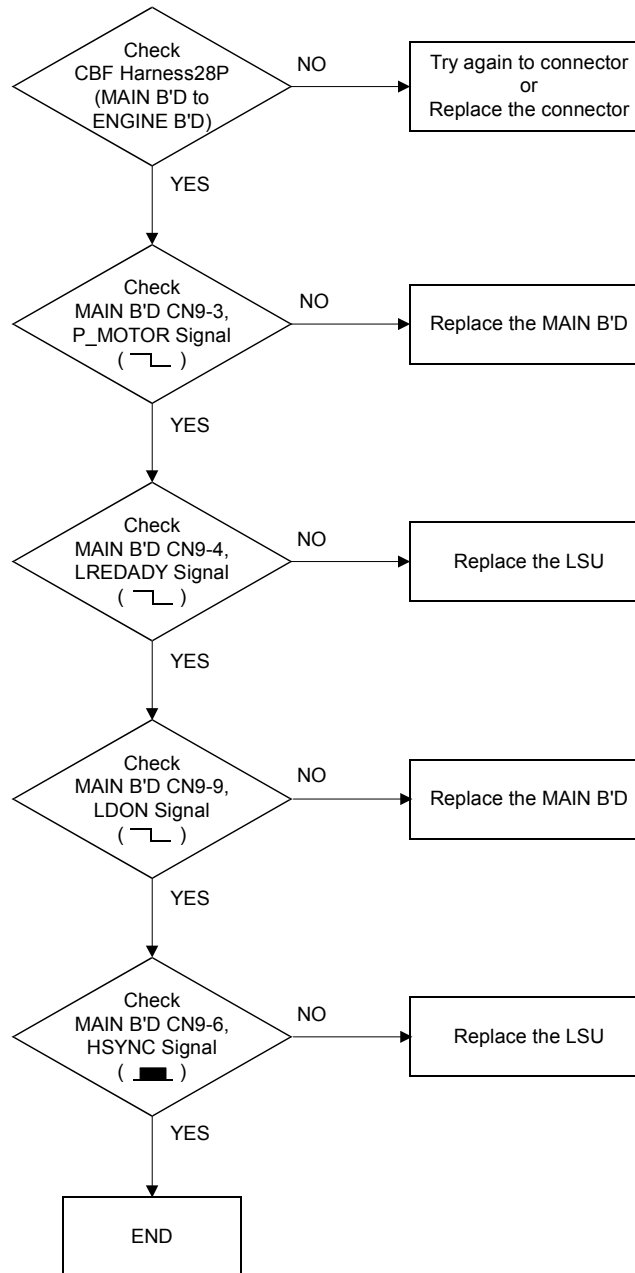 Check
CBF Harness28P
(MAIN B'D to
ENGINE B'D)
NO
Try again to connector
or
Replace the connector
YES
Check
MAIN B'D CN9-3,
P_MOTOR Signal
( )
NO
Replace the MAIN B'D
YES
Check
MAIN B'D CN9-4,
LREDADY Signal
( )
NO
Replace the LSU
YES
Check
MAIN B'D CN9-9,
LDON Signal
( )
NO
Replace the MAIN B'D
YES
Check
MAIN B'D CN9-6,
HSYNC Signal
( )
NO
Replace the LSU
YES
END